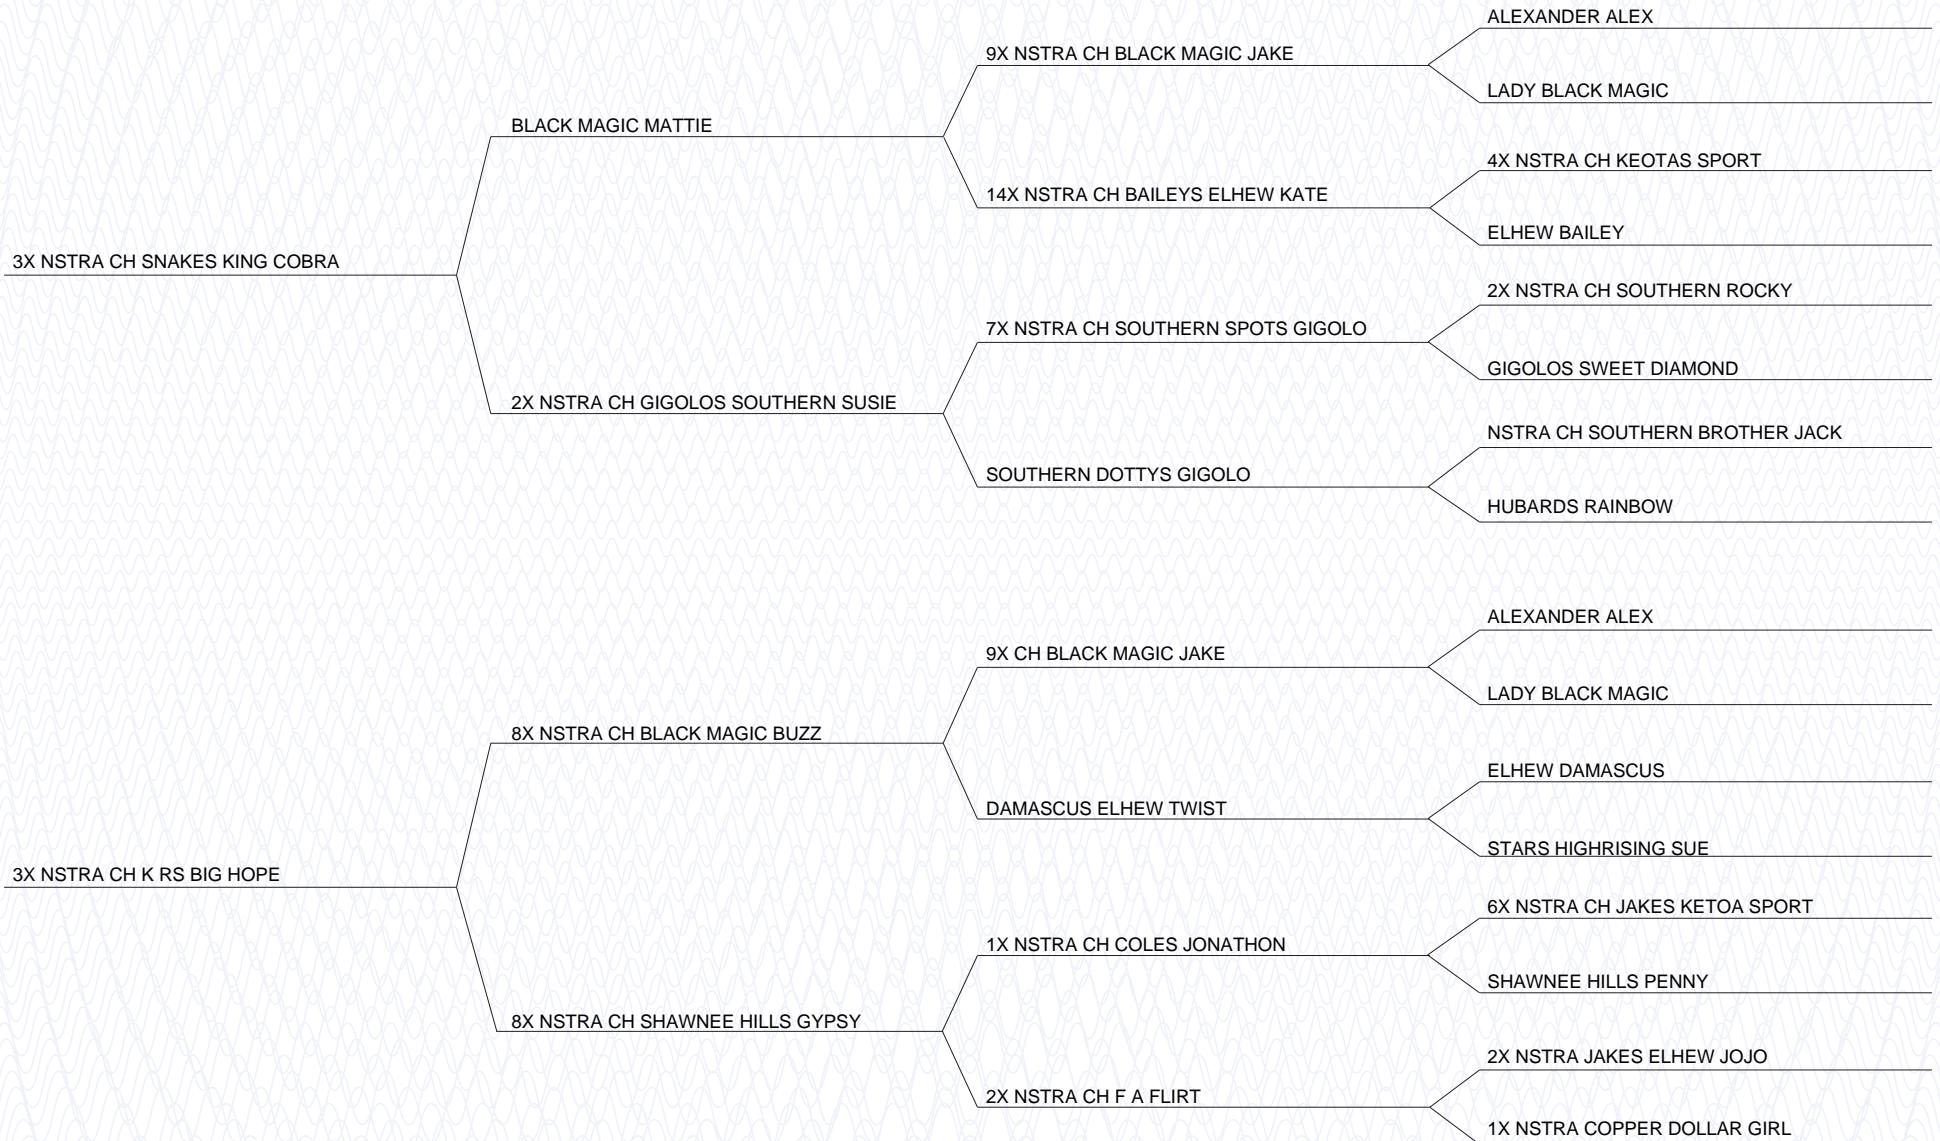 ALEXANDER ALEX
9X NSTRA CH BLACK MAGIC JAKE
LADY BLACK MAGIC
BLACK MAGIC MATTIE
4X NSTRA CH KEOTAS SPORT
14X NSTRA CH BAILEYS ELHEW KATE
ELHEW BAILEY
3X NSTRA CH SNAKES KING COBRA
2X NSTRA CH SOUTHERN ROCKY
7X NSTRA CH SOUTHERN SPOTS GIGOLO
GIGOLOS SWEET DIAMOND
2X NSTRA CH GIGOLOS SOUTHERN SUSIE
NSTRA CH SOUTHERN BROTHER JACK
SOUTHERN DOTTYS GIGOLO
HUBARDS RAINBOW
ALEXANDER ALEX
9X CH BLACK MAGIC JAKE
LADY BLACK MAGIC
8X NSTRA CH BLACK MAGIC BUZZ
ELHEW DAMASCUS
DAMASCUS ELHEW TWIST
STARS HIGHRISING SUE
3X NSTRA CH K RS BIG HOPE
6X NSTRA CH JAKES KETOA SPORT
1X NSTRA CH COLES JONATHON
SHAWNEE HILLS PENNY
8X NSTRA CH SHAWNEE HILLS GYPSY
2X NSTRA JAKES ELHEW JOJO
2X NSTRA CH F A FLIRT
1X NSTRA COPPER DOLLAR GIRL